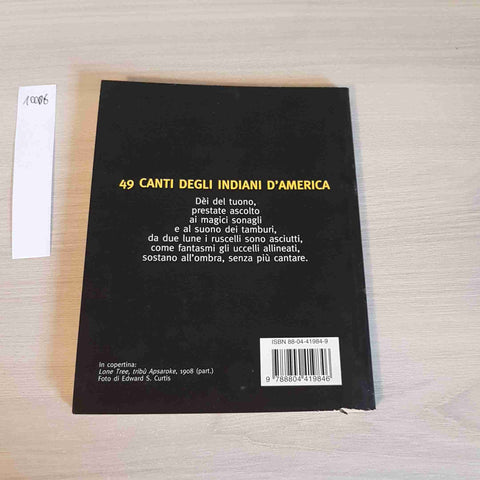 10086
49 CANTI DEGLI INDIANI D'AMERICA
Dèi del tuono,
prestate ascolto
ai magici sonagli
e al suono dei tamburi,
da due lune i ruscelli sono asciutti,
come fantasmi gli uccelli allineati,
sostano all'ombra, senza più cantare.
ISBN 88-04-41984-9
9 788804 419846
In copertina:
Lone Tree, tribù Apsaroke, 1908 (part.)
Foto di Edward S. Curtis